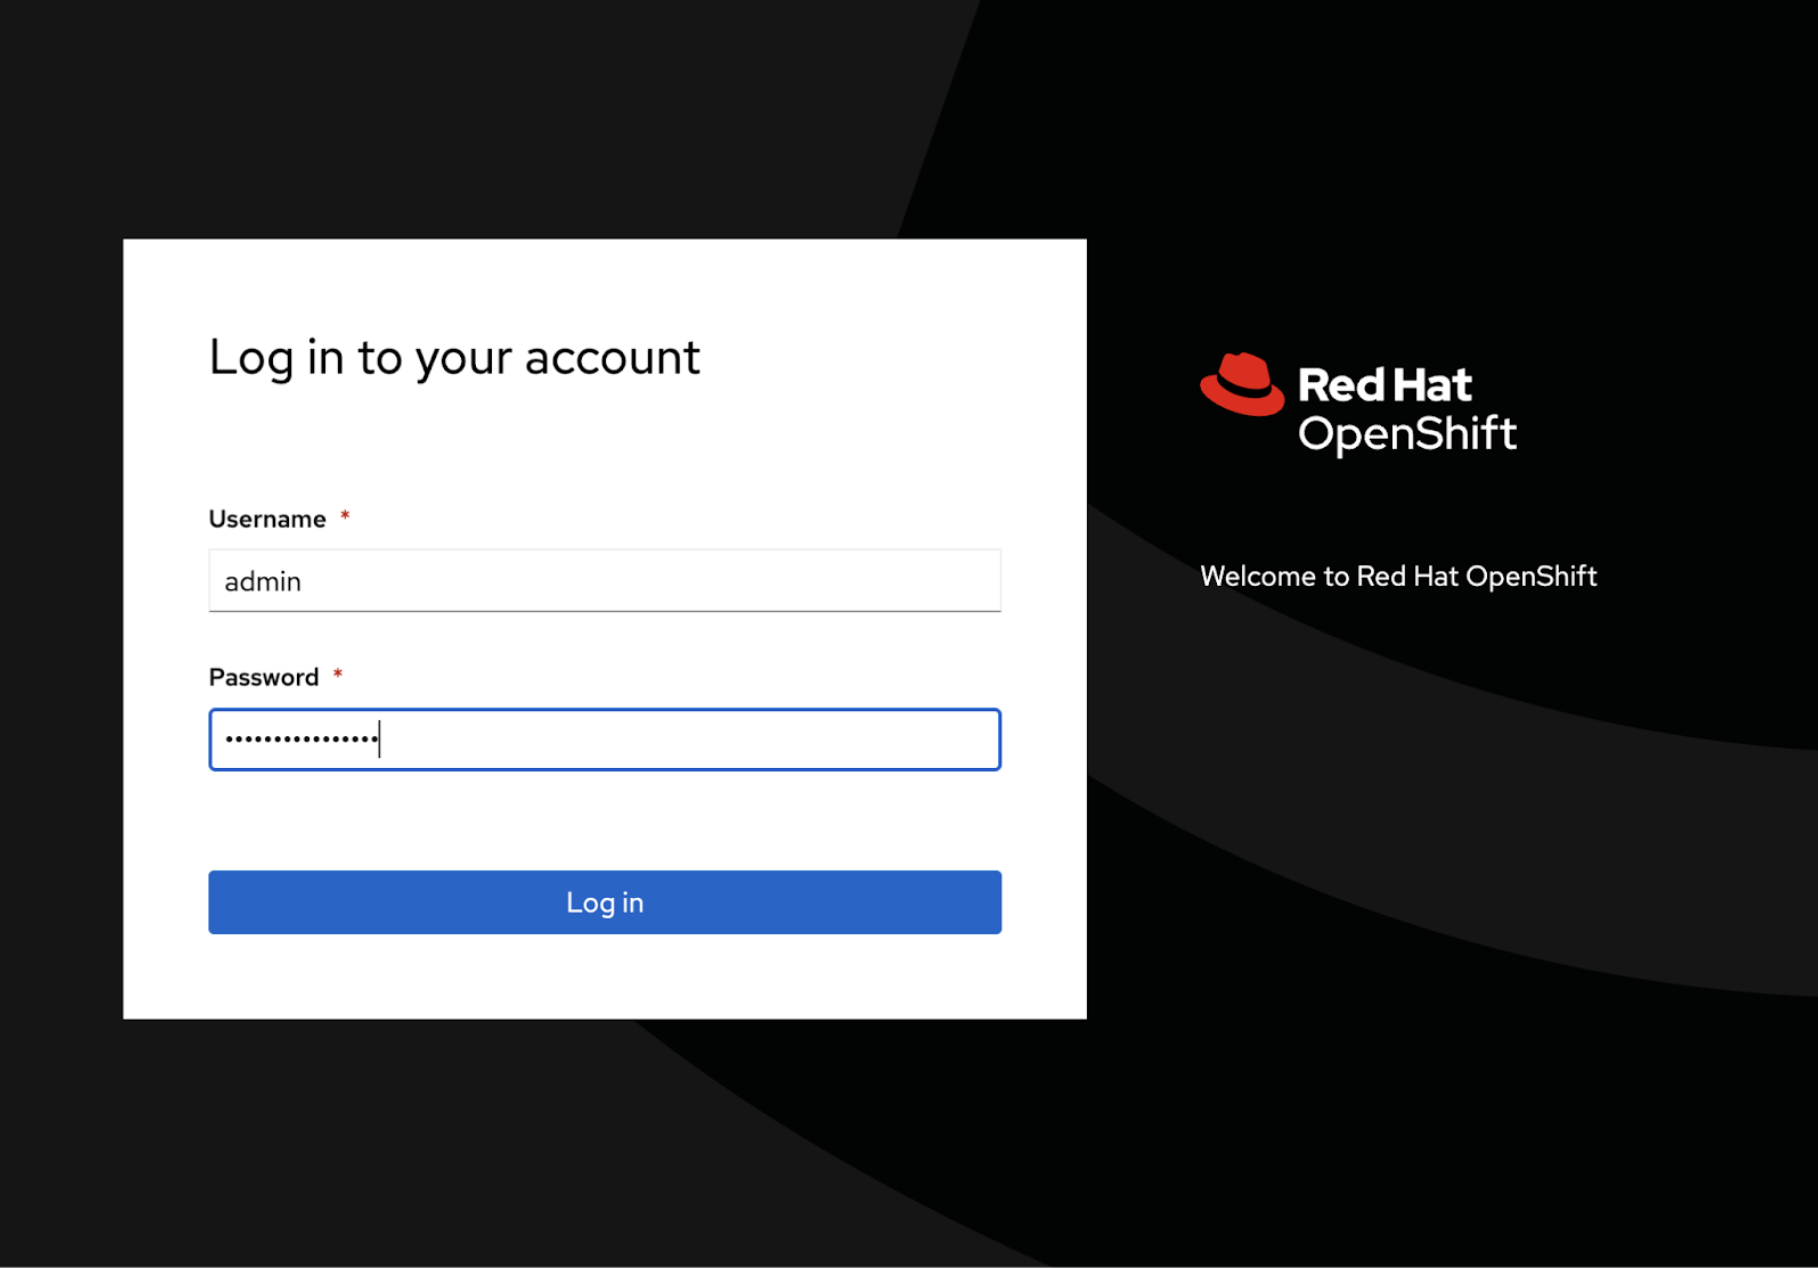 Log in to your account
Username *
admin
Password *
••••••••••••••••
Log in
Red Hat
OpenShift
Welcome to Red Hat OpenShift